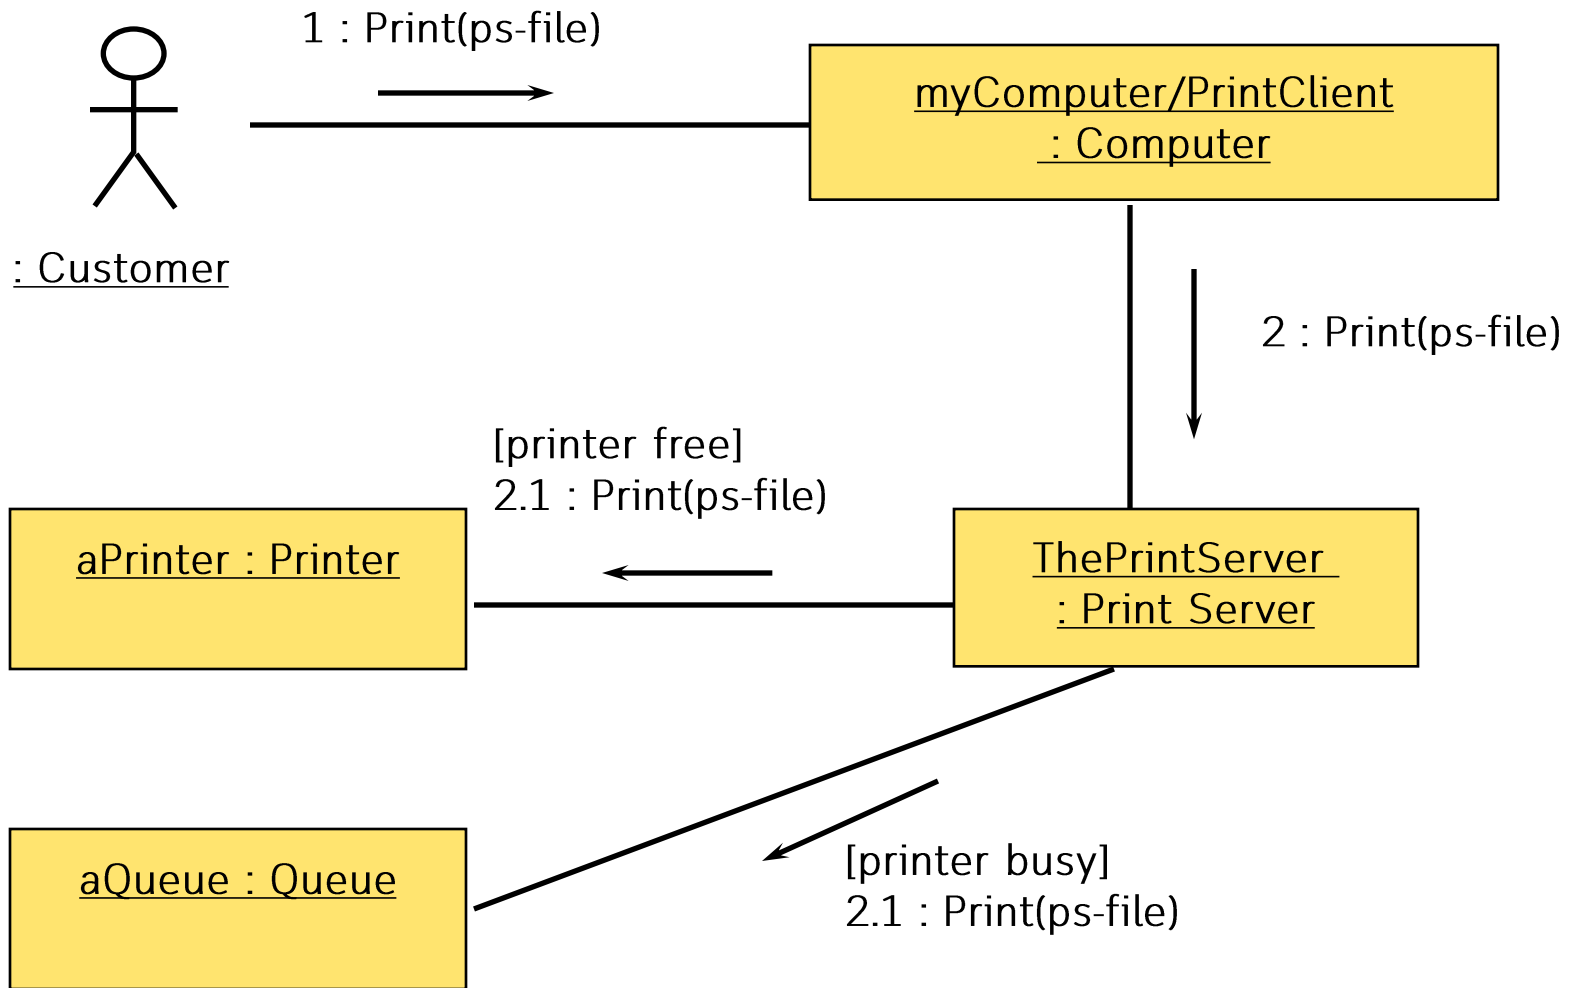 1 : Print(ps-file)
myComputer/PrintClient
: Computer
: Customer
2 : Print(ps-file)
[printer free]
2.1 : Print(ps-file)
aPrinter : Printer
ThePrintServer
: Print Server
aQueue : Queue
[printer busy]
2.1 : Print(ps-file)